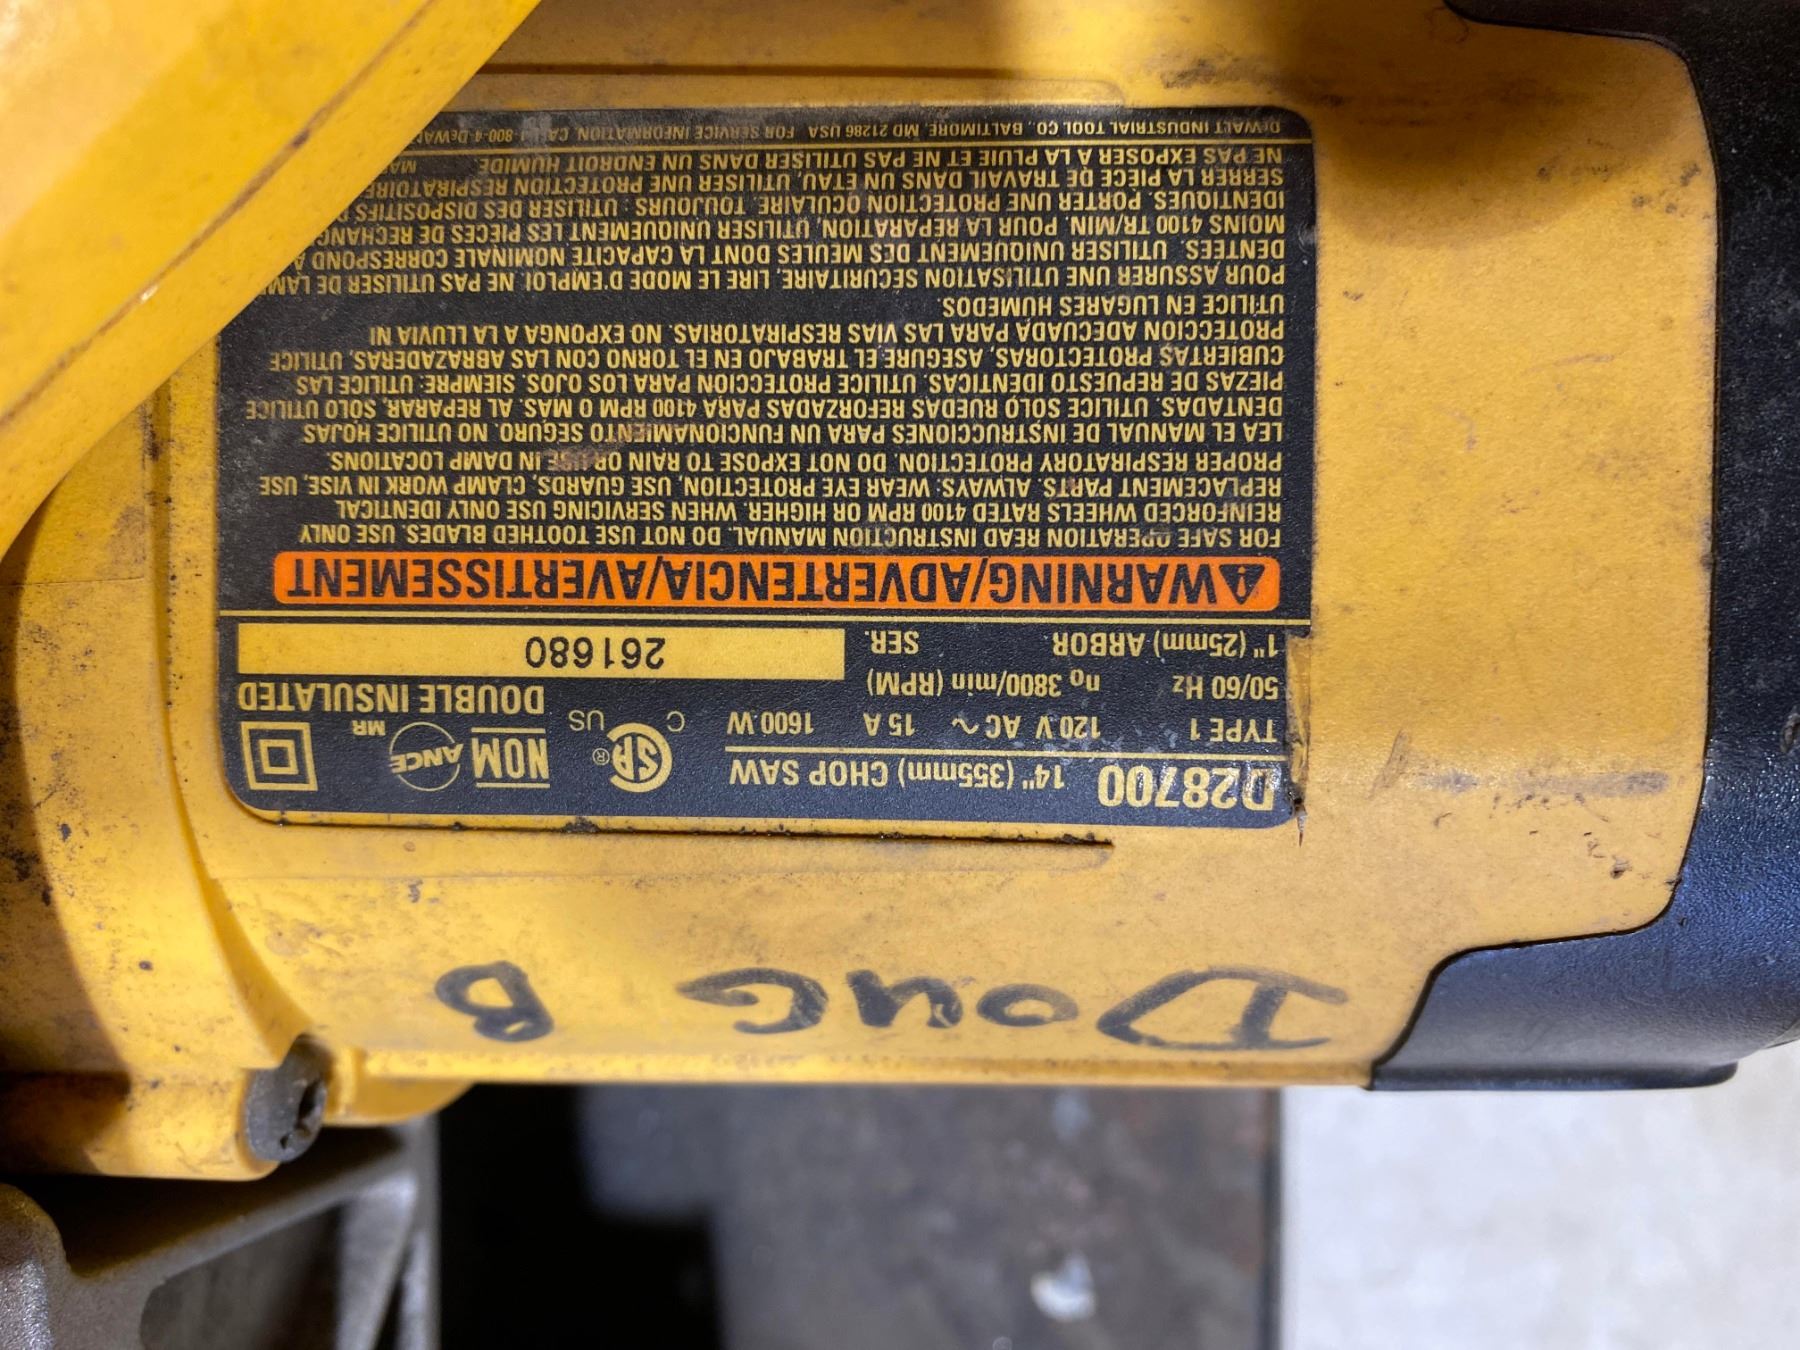 DOUG B
D28700 14" (355mm) CHOP SAW
TYPE 1 120 V AC ~ 15 A 1600 W
50/60 Hz n0 3800/min (RPM)
1" (25mm) ARBOR SER. 261680
SA ® C US
NOM ANCE MR
DOUBLE INSULATED
WARNING/ADVERTENCIA/AVERTISSEMENT
FOR SAFE OPERATION READ INSTRUCTION MANUAL. DO NOT USE TOOTHED BLADES. USE ONLY
REINFORCED WHEELS RATED 4100 RPM OR HIGHER. WHEN SERVICING USE ONLY IDENTICAL
REPLACEMENT PARTS. ALWAYS: WEAR EYE PROTECTION, USE GUARDS, CLAMP WORK IN VISE, USE
PROPER RESPIRATORY PROTECTION. DO NOT EXPOSE TO RAIN OR USE IN DAMP LOCATIONS.
LEA EL MANUAL DE INSTRUCCIONES PARA UN FUNCIONAMIENTO SEGURO. NO UTILICE HOJAS
DENTADAS. UTILICE SOLO RUEDAS REFORZADAS PARA 4100 RPM O MAS. AL REPARAR, SOLO UTILICE
PIEZAS DE REPUESTO IDENTICAS. UTILICE PROTECCION PARA LOS OJOS. SIEMPRE: UTILICE LAS
CUBIERTAS PROTECTORAS, ASEGURE EL TRABAJO EN EL TORNO CON LAS ABRAZADERAS, UTILICE
PROTECCION ADECUADA PARA LAS VIAS RESPIRATORIAS. NO EXPONGA A LA LLUVIA NI
UTILICE EN LUGARES HUMEDOS.
POUR ASSURER UNE UTILISATION SÉCURITAIRE, LIRE LE MODE D'EMPLOI. NE PAS UTILISER DE LAM
DENTEES. UTILISER UNIQUEMENT DES MEULES DONT LA CAPACITE NOMINALE CORRESPOND A
MOINS 4100 TR/MIN. POUR LA REPARATION, UTILISER UNIQUEMENT LES PIECES DE RECHANG
IDENTIQUES. PORTER UNE PROTECTION OCULAIRE. TOUJOURS : UTILISER DES DISPOSITIFS D
SERRER LA PIECE DE TRAVAIL DANS UN ETAU, UTILISER UNE PROTECTION RESPIRATOIRE
NE PAS EXPOSER A LA PLUIE ET NE PAS UTILISER DANS UN ENDROIT HUMIDE. MA
DEWALT INDUSTRIAL TOOL CO., BALTIMORE, MD 21286 USA FOR SERVICE INFORMATION, CALL 1-800-4-DEWAL